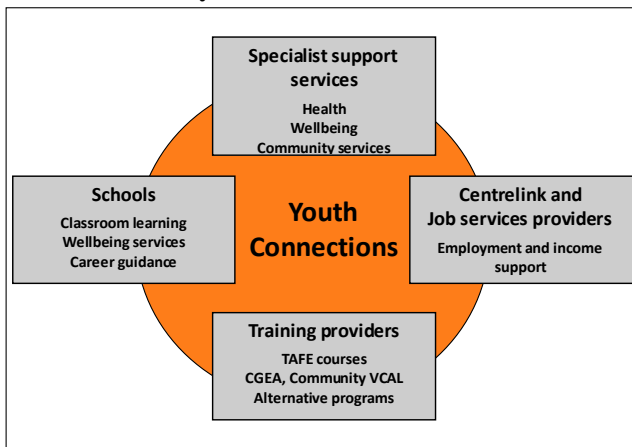 Specialist support
services
Health
Wellbeing
Community services
Schools
Classroom learning
Wellbeing services
Career guidance
Youth
Connections
Centrelink and
Job services providers
Employment and income
support
Training providers
TAFE courses
CGEA, Community VCAL
Alternative programs